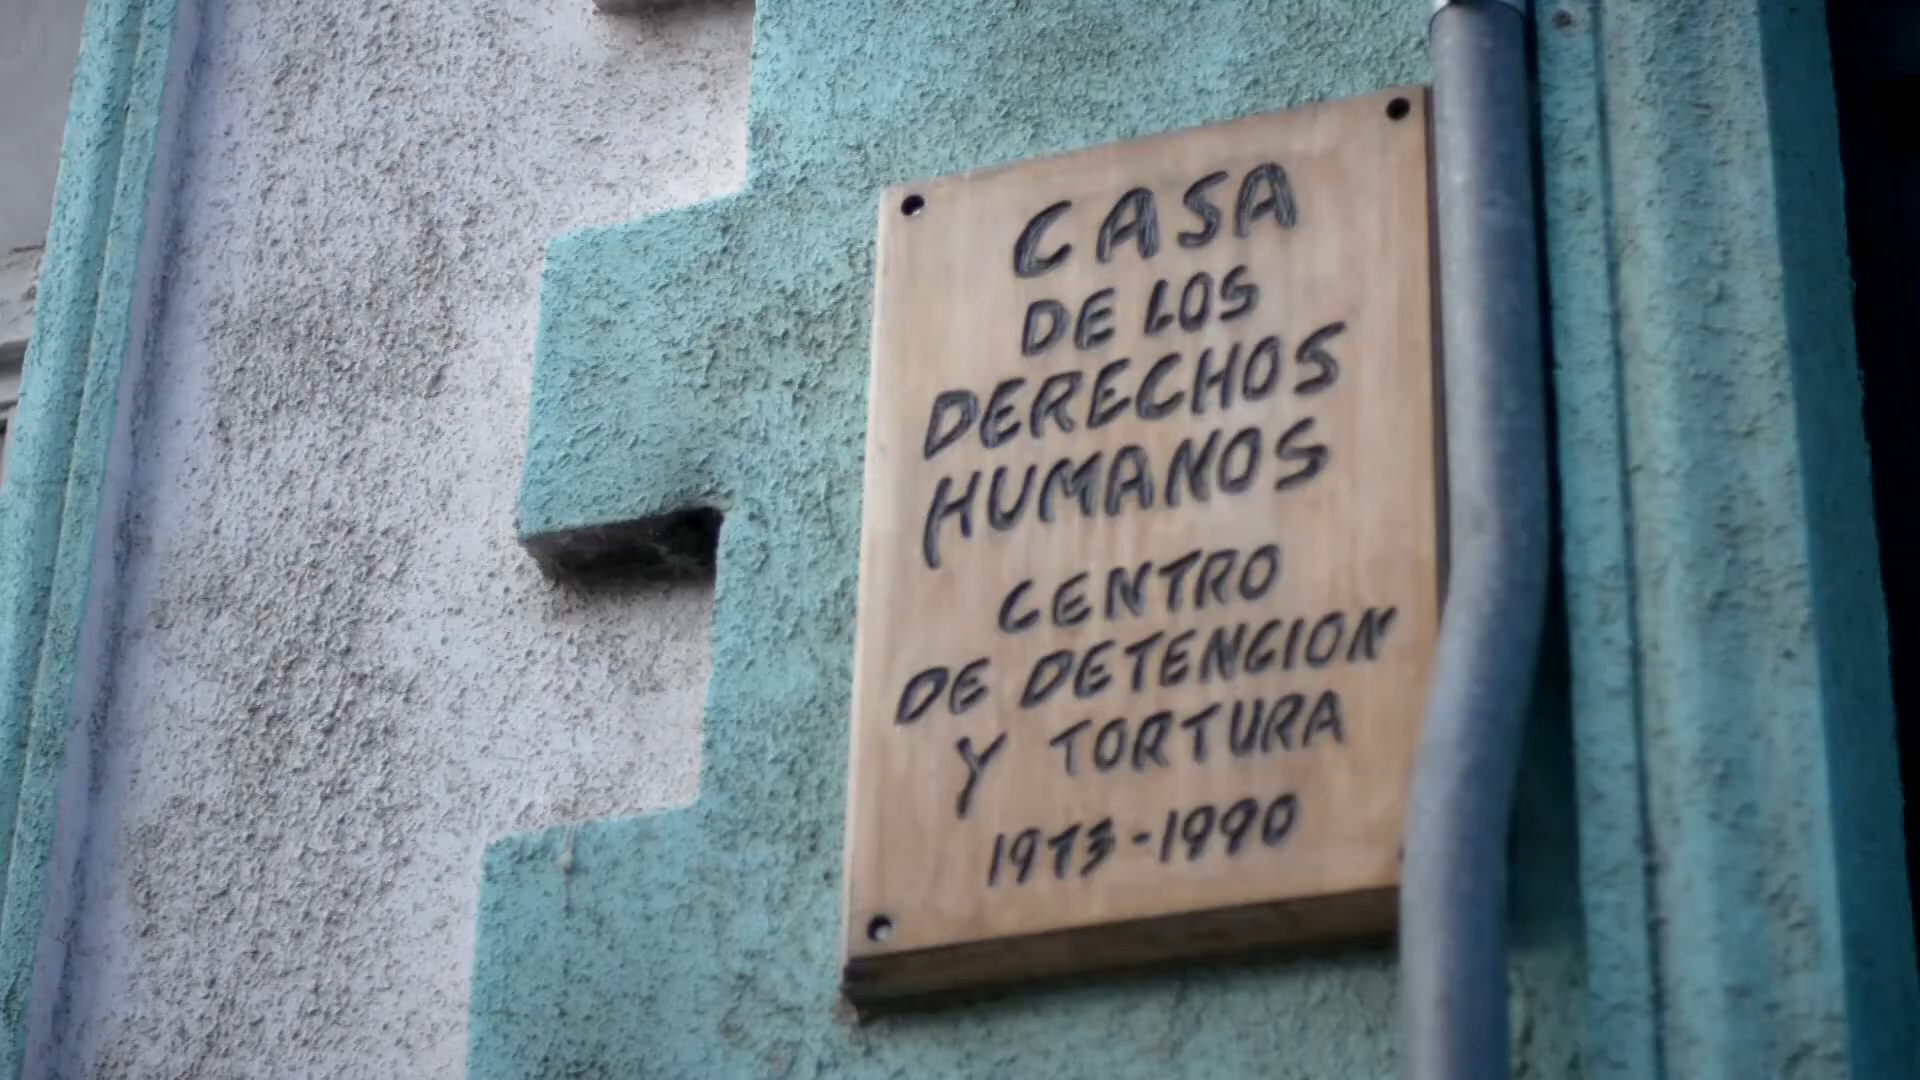 CASA
DE LOS
DERECHOS
HUMANOS
CENTRO
DE DETENCION
Y TORTURA
1973-1990